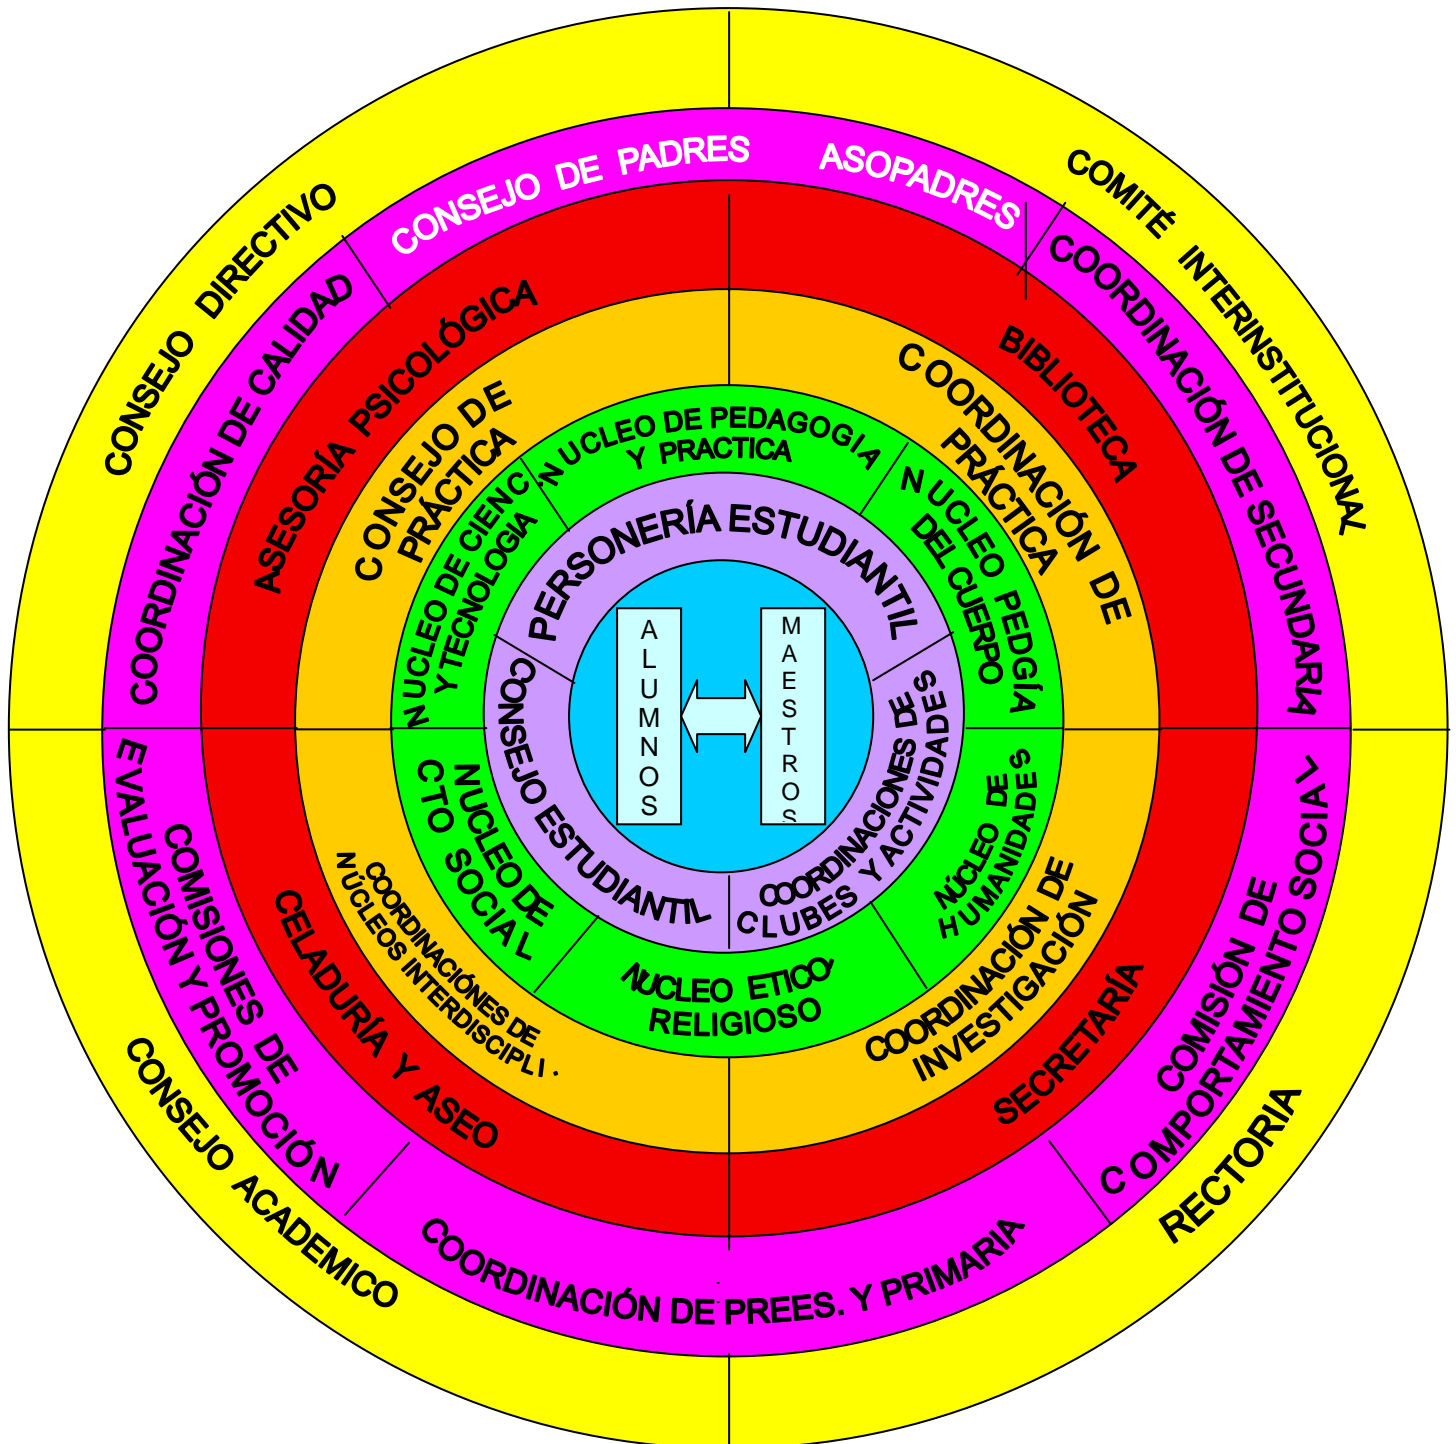 CONSEJO DIRECTIVO
COMITÉ INTERINSTITUCIONAL
RECTORIA
CONSEJO ACADEMICO
COORDINACIÓN DE CALIDAD
CONSEJO DE PADRES
ASOPADRES
COORDINACIÓN DE SECUNDARIA
COMISIÓN DE
COMPORTAMIENTO SOCIAL
COORDINACIÓN DE PREES. Y PRIMARIA
COMISIONES DE
EVALUACIÓN Y PROMOCIÓN
ASESORÍA PSICOLÓGICA
BIBLIOTECA
SECRETARÍA
CELADURÍA Y ASEO
CONSEJO DE
PRÁCTICA
COORDINACIÓN DE
PRÁCTICA
COORDINACIÓN DE
INVESTIGACIÓN
COORDINACIÓNES DE
NÚCLEOS INTERDISCIPLI.
NUCLEO DE CIENC.
Y TECNOLOGIA
NUCLEO DE PEDAGOGIA
Y PRACTICA
NUCLEO PEDGÍA
DEL CUERPO
NÚCLEO DE
HUMANIDADES
NUCLEO ETICO,
RELIGIOSO
NUCLEO DE
CTO SOCIAL
PERSONERÍA ESTUDIANTIL
COORDINACIONES DE
CLUBES Y ACTIVIDADES
CONSEJO ESTUDIANTIL
ALUMNOS
MAESTROS